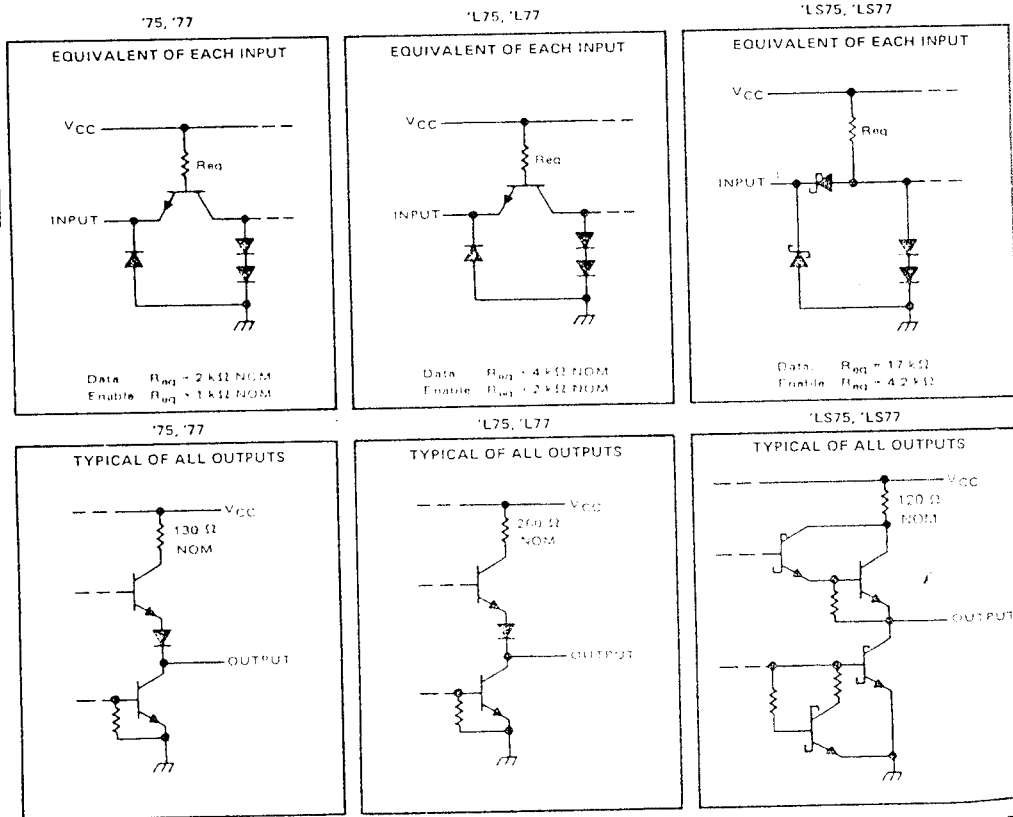 '75, '77
EQUIVALENT OF EACH INPUT
VCC
Req
INPUT
Data Req = 2 kΩ NOM
Enable Req = 1 kΩ NOM
'L75, 'L77
EQUIVALENT OF EACH INPUT
VCC
Req
INPUT
Data Req = 4 kΩ NOM
Enable Req = 2 kΩ NOM
'LS75, 'LS77
EQUIVALENT OF EACH INPUT
VCC
Req
INPUT
Data Req = 17 kΩ
Enable Req = 4.2 kΩ
'75, '77
TYPICAL OF ALL OUTPUTS
VCC
130 Ω
NOM
OUTPUT
'L75, 'L77
TYPICAL OF ALL OUTPUTS
VCC
260 Ω
NOM
OUTPUT
'LS75, 'LS77
TYPICAL OF ALL OUTPUTS
VCC
120 Ω
NOM
OUTPUT